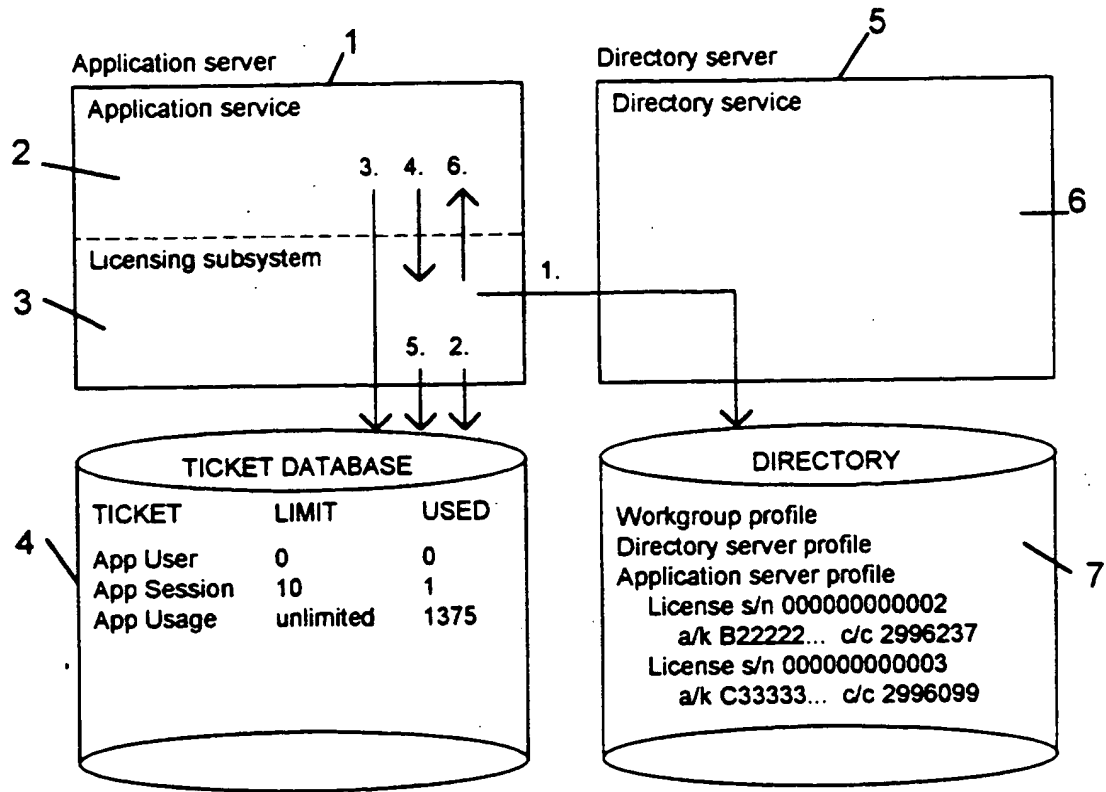 1
5
Application server
Directory server
Application service
Directory service
2
3. 4. 6.
6
Licensing subsystem
1.
3
5. 2.
TICKET DATABASE
DIRECTORY
TICKET LIMIT USED
App User 0 0
App Session 10 1
App Usage unlimited 1375
4
Workgroup profile
Directory server profile
Application server profile
License s/n 000000000002
a/k B22222... c/c 2996237
License s/n 000000000003
a/k C33333... c/c 2996099
7